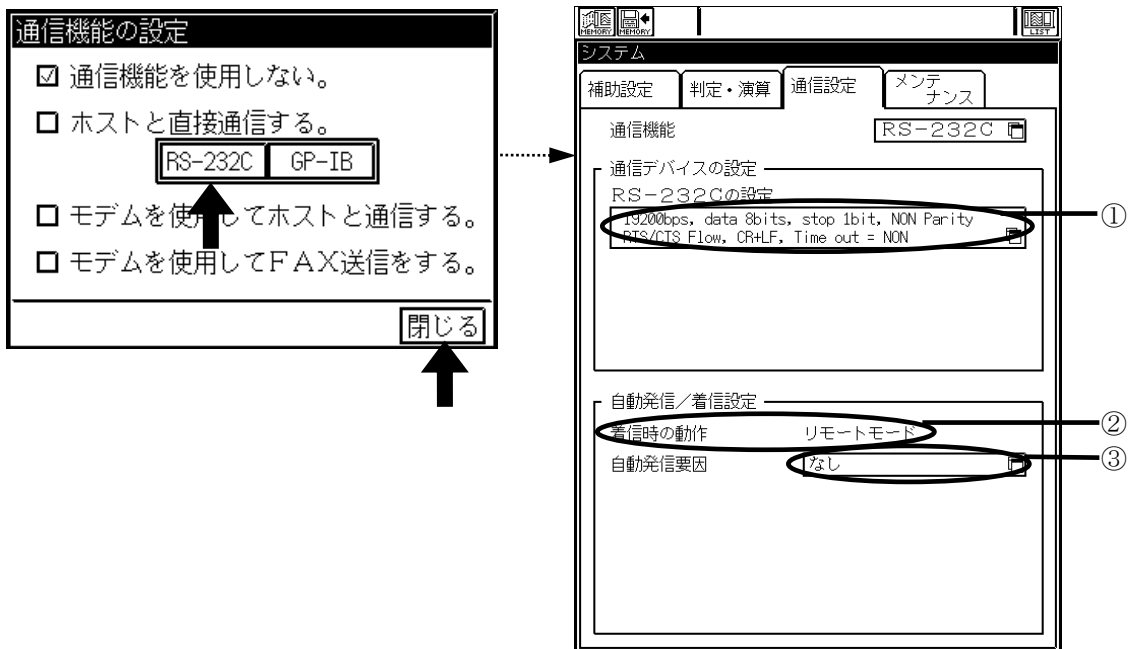 通信機能の設定
☑ 通信機能を使用しない。
□ ホストと直接通信する。
RS-232C GP-IB
□ モデムを使用してホストと通信する。
□ モデムを使用してＦＡＸ送信をする。
閉じる
MEMORY MEMORY LIST
システム
補助設定 判定・演算 通信設定 メンテナンス
通信機能 ＲＳ－２３２Ｃ
通信デバイスの設定
ＲＳ－２３２Ｃの設定
19200bps, data 8bits, stop 1bit, NON Parity
RTS/CTS Flow, CR+LF, Time out = NON
①
自動発信／着信設定
着信時の動作 リモートモード
②
自動発信要因 なし
③